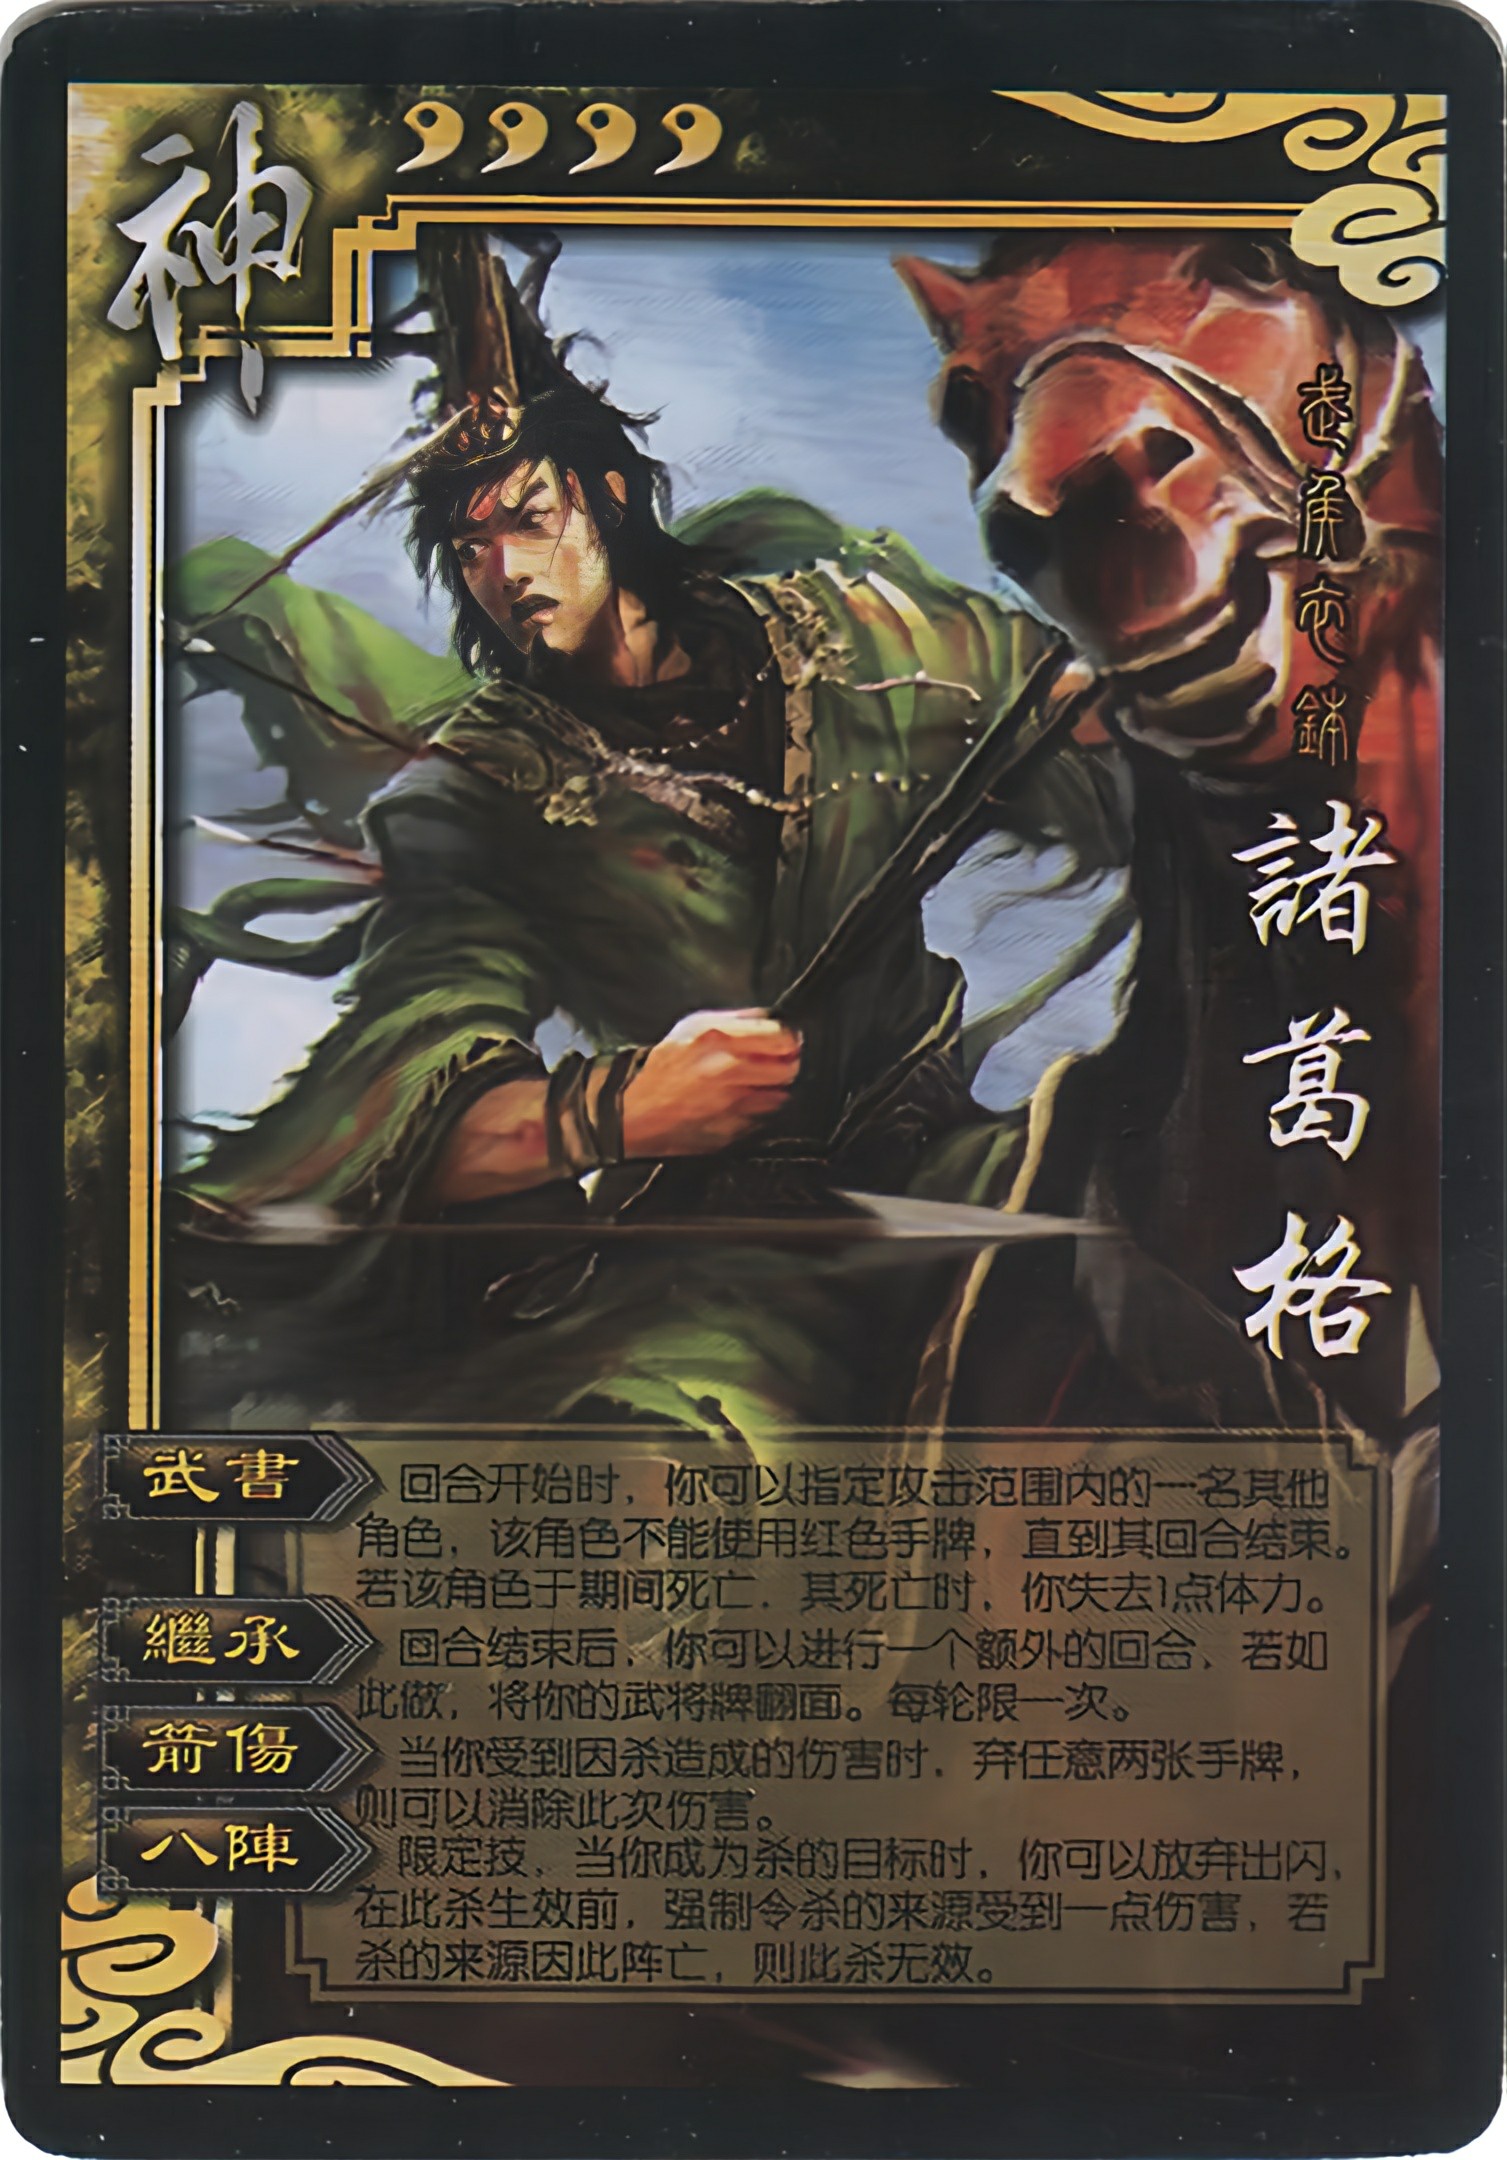 神
武侯衣鉢
諸葛格
武書
回合开始时，你可以指定攻击范围内的一名其他
角色，该角色不能使用红色手牌，直到其回合结束。
若该角色于期间死亡，其死亡时，你失去1点体力。
繼承
回合结束后，你可以进行一个额外的回合，若如
此做，将你的武将牌翻面。每轮限一次。
箭傷
当你受到因杀造成的伤害时，弃任意两张手牌，
则可以消除此次伤害。
八陣
限定技，当你成为杀的目标时，你可以放弃出闪，
在此杀生效前，强制令杀的来源受到一点伤害，若
杀的来源因此阵亡，则此杀无效。